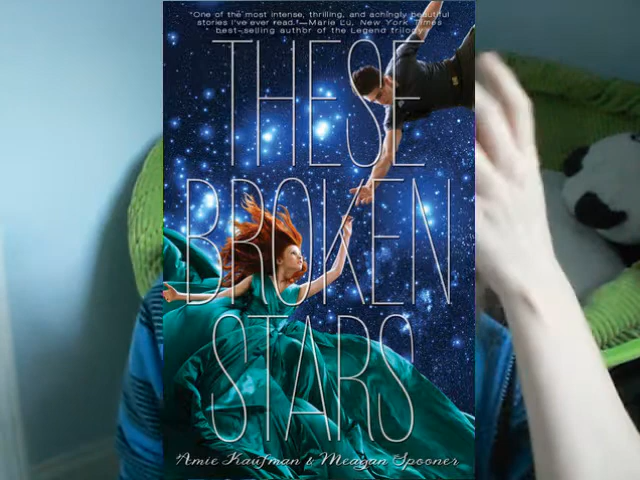 "One of the most intense, thrilling, and achingly beautiful
stories I've ever read."—Marie Lu, New York Times
best-selling author of the Legend trilogy
THESE
BROKEN
STARS
Amie Kaufman & Meagan Spooner